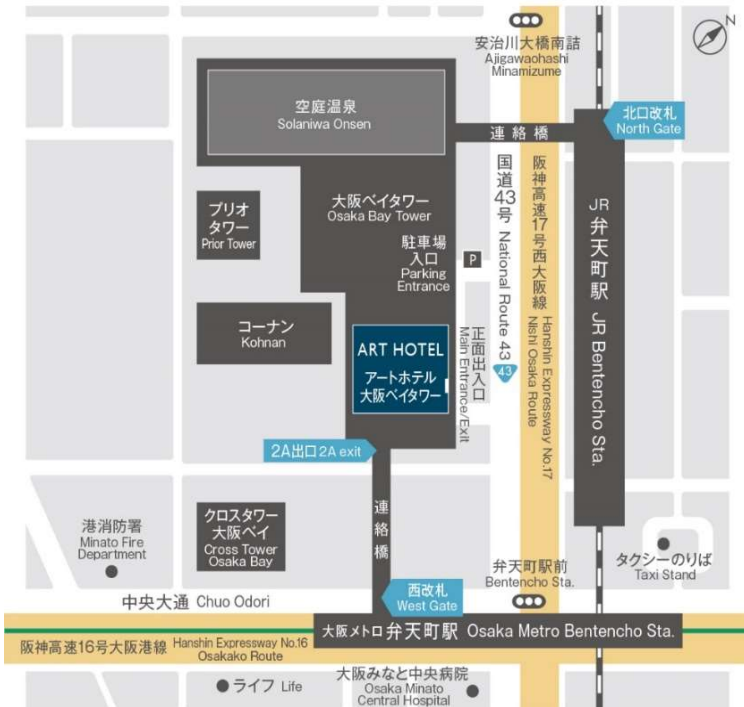 N
安治川大橋南詰
Ajigawaohashi
Minamizume
空庭温泉
Solaniwa Onsen
北口改札
North Gate
連絡橋
国道43号 National Route 43
43
阪神高速17号西大阪線
Hanshin Expressway No.17
Nishi Osaka Route
JR 弁天町駅 JR Bentencho Sta.
プリオ
タワー
Prior Tower
大阪ベイタワー
Osaka Bay Tower
駐車場
入口
Parking
Entrance
P
コーナン
Kohnan
ART HOTEL
アートホテル
大阪ベイタワー
正面出入口
Main Entrance/Exit
2A出口 2A exit
連絡橋
クロスタワー
大阪ベイ
Cross Tower
Osaka Bay
港消防署
Minato Fire
Department
弁天町駅前
Bentencho Sta.
タクシーのりば
Taxi Stand
西改札
West Gate
中央大通 Chuo Odori
大阪メトロ弁天町駅 Osaka Metro Bentencho Sta.
阪神高速16号大阪港線 Hanshin Expressway No.16
Osakako Route
ライフ Life
大阪みなと中央病院
Osaka Minato
Central Hospital